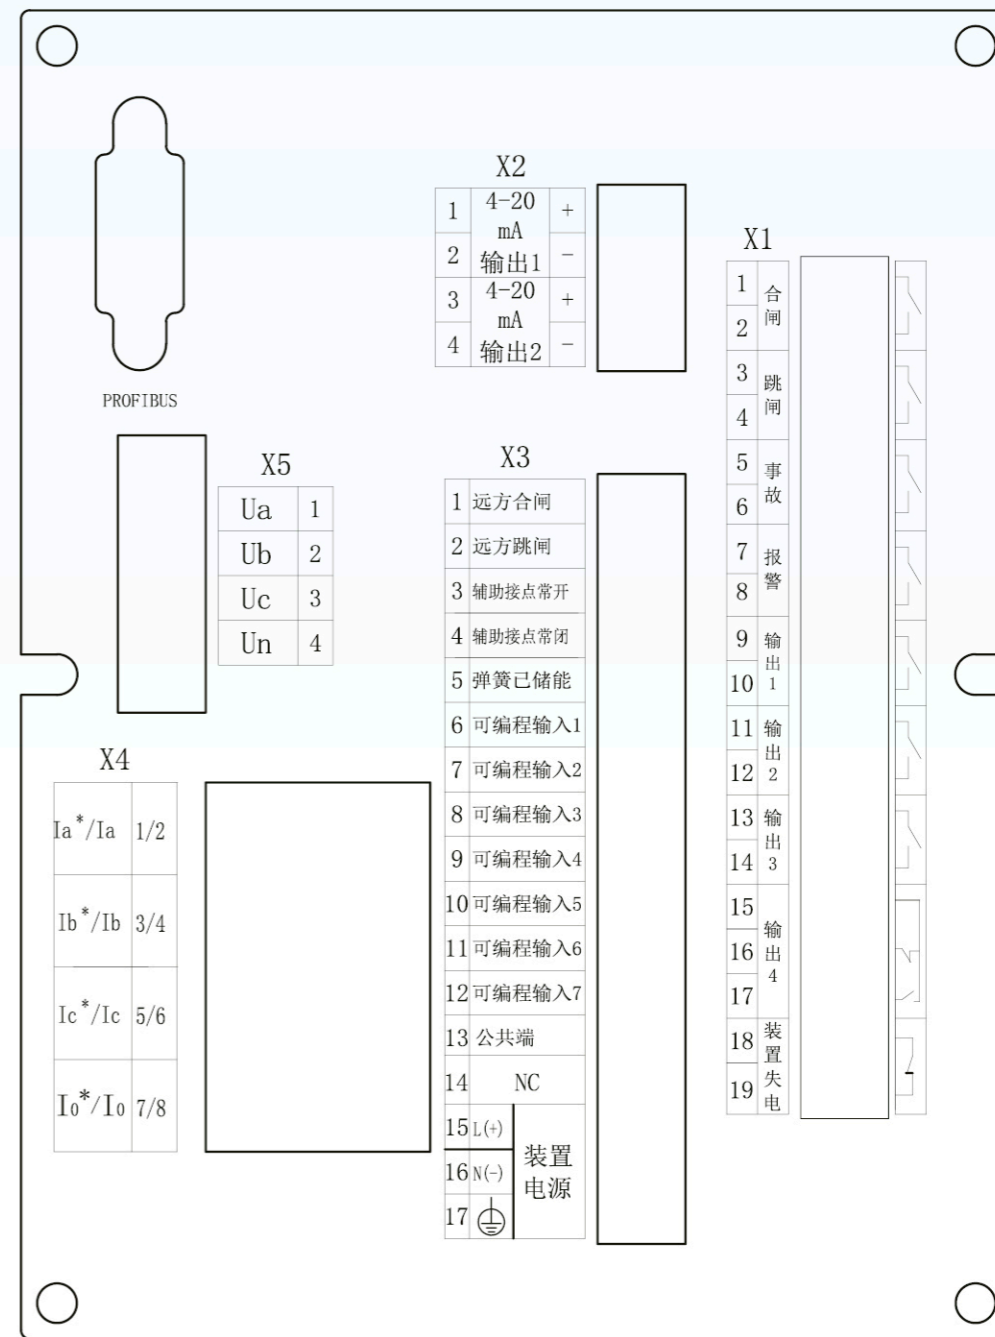 PROFIBUS
X2
1 4-20 +
mA
2 输出1 -
3 4-20 +
mA
4 输出2 -
X1
1 合
2 闸
3 跳
4 闸
5 事
6 故
7 报
8 警
9 输
出
10 1
11 输
出
12 2
13 输
出
14 3
15
输
16 出
4
17
18 装
置
19 失
电
X5
Ua 1
Ub 2
Uc 3
Un 4
X3
1 远方合闸
2 远方跳闸
3 辅助接点常开
4 辅助接点常闭
5 弹簧已储能
6 可编程输入1
7 可编程输入2
8 可编程输入3
9 可编程输入4
10 可编程输入5
11 可编程输入6
12 可编程输入7
13 公共端
14 NC
15 L(+)
16 N(-)
17
装置
电源
X4
Ia*/Ia 1/2
Ib*/Ib 3/4
Ic*/Ic 5/6
I0*/I0 7/8